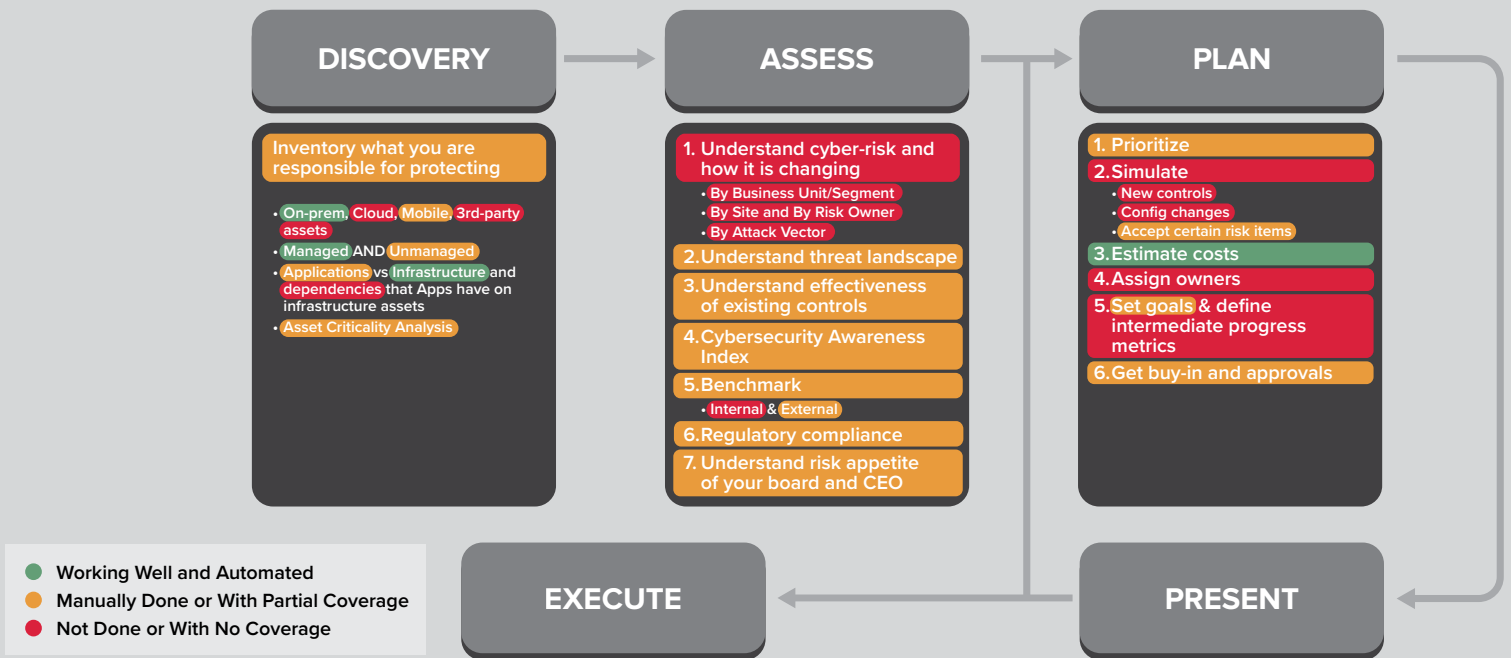 DISCOVERY
Inventory what you are
responsible for protecting
• On-prem, Cloud, Mobile, 3rd-party
assets
• Managed AND Unmanaged
• Applications vs Infrastructure and
dependencies that Apps have on
infrastructure assets
• Asset Criticality Analysis
ASSESS
1. Understand cyber-risk and
how it is changing
• By Business Unit/Segment
• By Site and By Risk Owner
• By Attack Vector
2. Understand threat landscape
3. Understand effectiveness
of existing controls
4. Cybersecurity Awareness
Index
5. Benchmark
• Internal & External
6. Regulatory compliance
7. Understand risk appetite
of your board and CEO
PLAN
1. Prioritize
2. Simulate
• New controls
• Config changes
• Accept certain risk items
3. Estimate costs
4. Assign owners
5. Set goals & define
intermediate progress
metrics
6. Get buy-in and approvals
Working Well and Automated
Manually Done or With Partial Coverage
Not Done or With No Coverage
EXECUTE
PRESENT